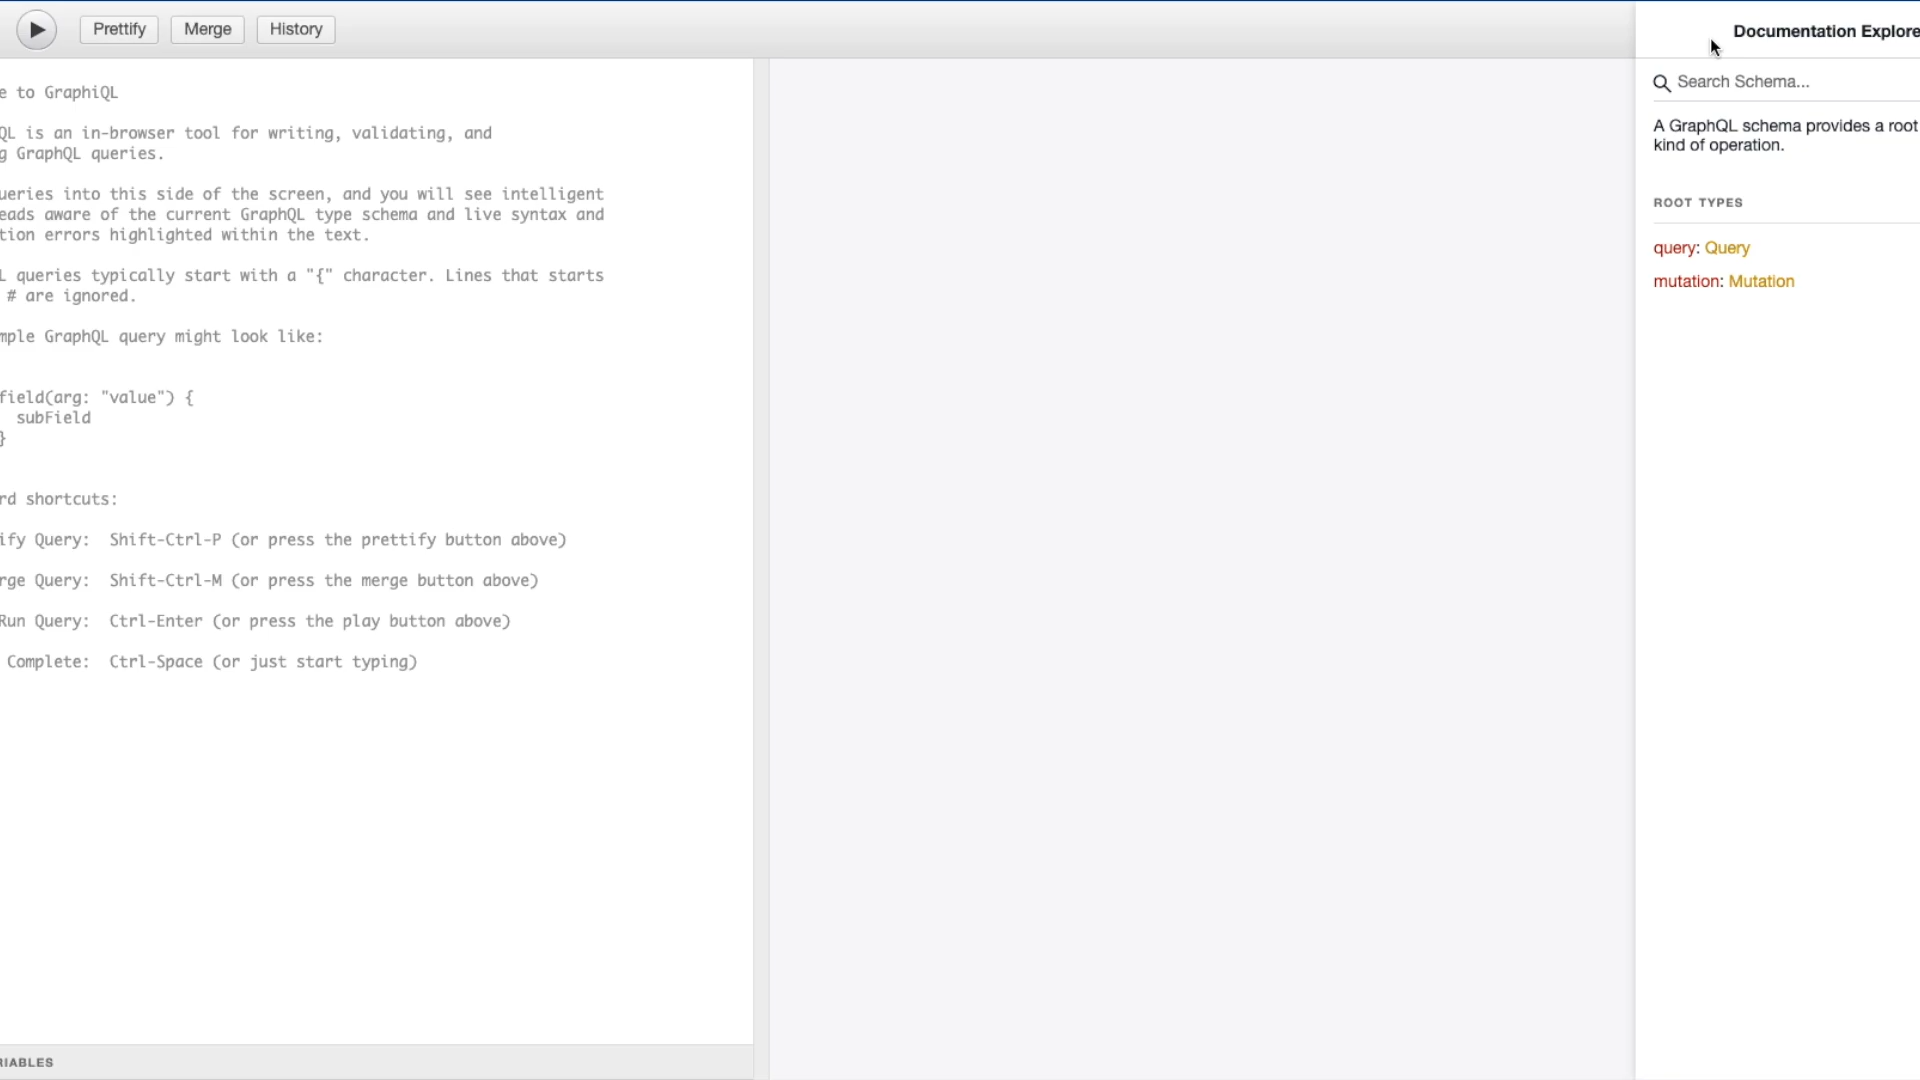 Prettify
Merge
History
e to GraphiQL
QL is an in-browser tool for writing, validating, and
g GraphQL queries.
ueries into this side of the screen, and you will see intelligent
eads aware of the current GraphQL type schema and live syntax and
tion errors highlighted within the text.
L queries typically start with a "{" character. Lines that starts
# are ignored.
mple GraphQL query might look like:
field(arg: "value") {
subField
}
rd shortcuts:
ify Query:  Shift-Ctrl-P (or press the prettify button above)
rge Query:  Shift-Ctrl-M (or press the merge button above)
Run Query:  Ctrl-Enter (or press the play button above)
Complete:  Ctrl-Space (or just start typing)
RIABLES
Documentation Explore
Search Schema...
A GraphQL schema provides a root
kind of operation.
ROOT TYPES
query: Query
mutation: Mutation